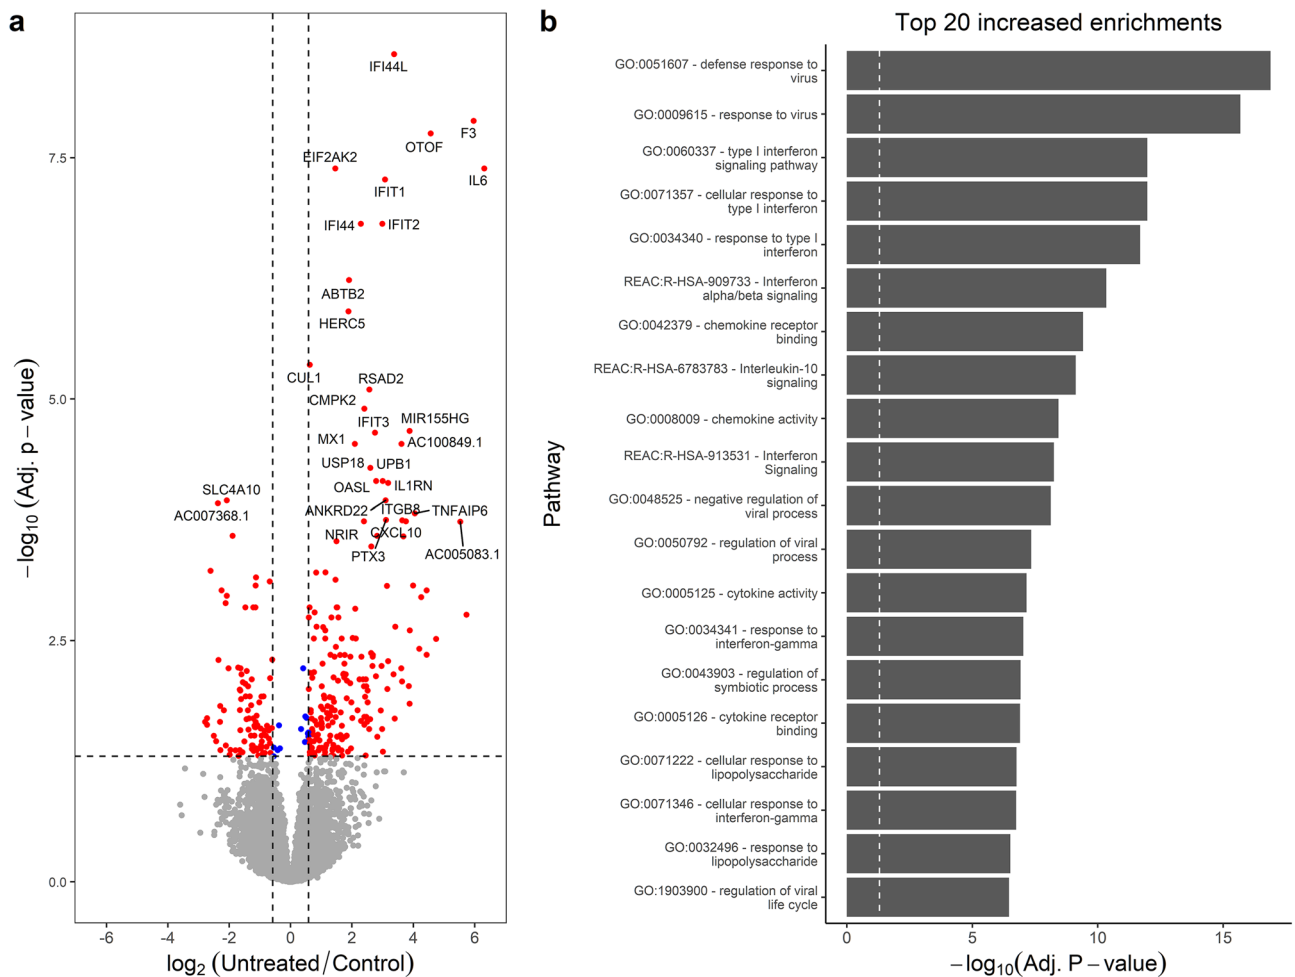 a
IFI44L
F3
OTOF
EIF2AK2
IL6
IFIT1
IFI44
IFIT2
ABTB2
HERC5
CUL1
RSAD2
CMPK2
IFIT3
MIR155HG
MX1
AC100849.1
USP18
UPB1
OASL
IL1RN
SLC4A10
AC007368.1
ANKRD22
ITGB8
TNFAIP6
NRIR
CXCL10
PTX3
AC005083.1
7.5
5.0
2.5
0.0
-6
-4
-2
0
2
4
6
−log10 (Adj. p−value)
log2 (Untreated/Control)
b
Top 20 increased enrichments
GO:0051607 - defense response to
virus
GO:0009615 - response to virus
GO:0060337 - type I interferon
signaling pathway
GO:0071357 - cellular response to
type I interferon
GO:0034340 - response to type I
interferon
REAC:R-HSA-909733 - Interferon
alpha/beta signaling
GO:0042379 - chemokine receptor
binding
REAC:R-HSA-6783783 - Interleukin-10
signaling
GO:0008009 - chemokine activity
REAC:R-HSA-913531 - Interferon
Signaling
GO:0048525 - negative regulation of
viral process
GO:0050792 - regulation of viral
process
GO:0005125 - cytokine activity
GO:0034341 - response to
interferon-gamma
GO:0043903 - regulation of
symbiotic process
GO:0005126 - cytokine receptor
binding
GO:0071222 - cellular response to
lipopolysaccharide
GO:0071346 - cellular response to
interferon-gamma
GO:0032496 - response to
lipopolysaccharide
GO:1903900 - regulation of viral
life cycle
Pathway
0
5
10
15
−log10(Adj. P−value)